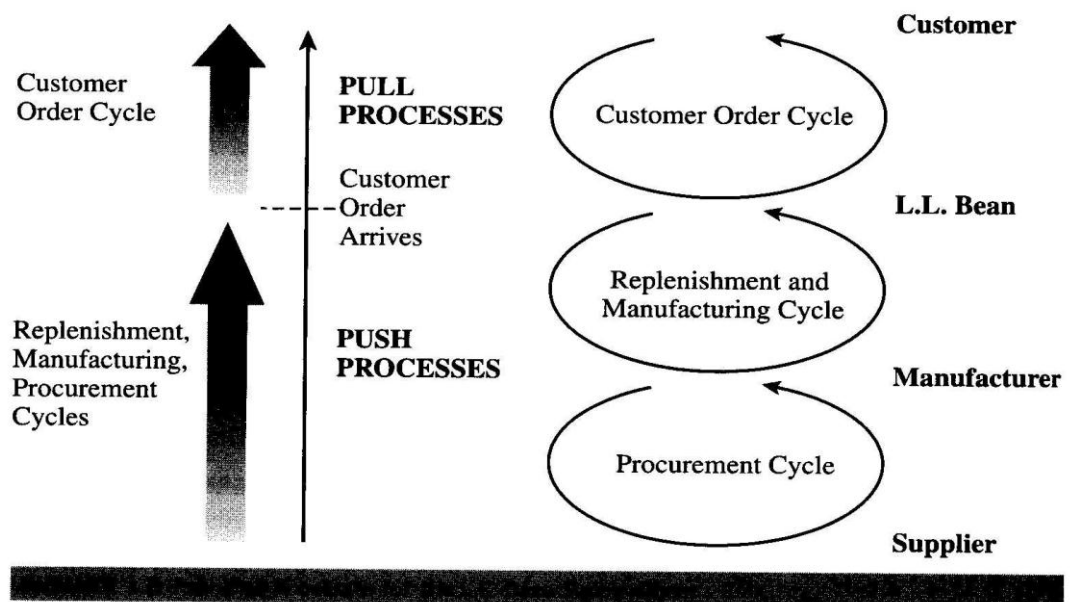 Customer
Order Cycle
PULL
PROCESSES
Customer
Order
Arrives
Replenishment,
Manufacturing,
Procurement
Cycles
PUSH
PROCESSES
Customer
Customer Order Cycle
L.L. Bean
Replenishment and
Manufacturing Cycle
Manufacturer
Procurement Cycle
Supplier